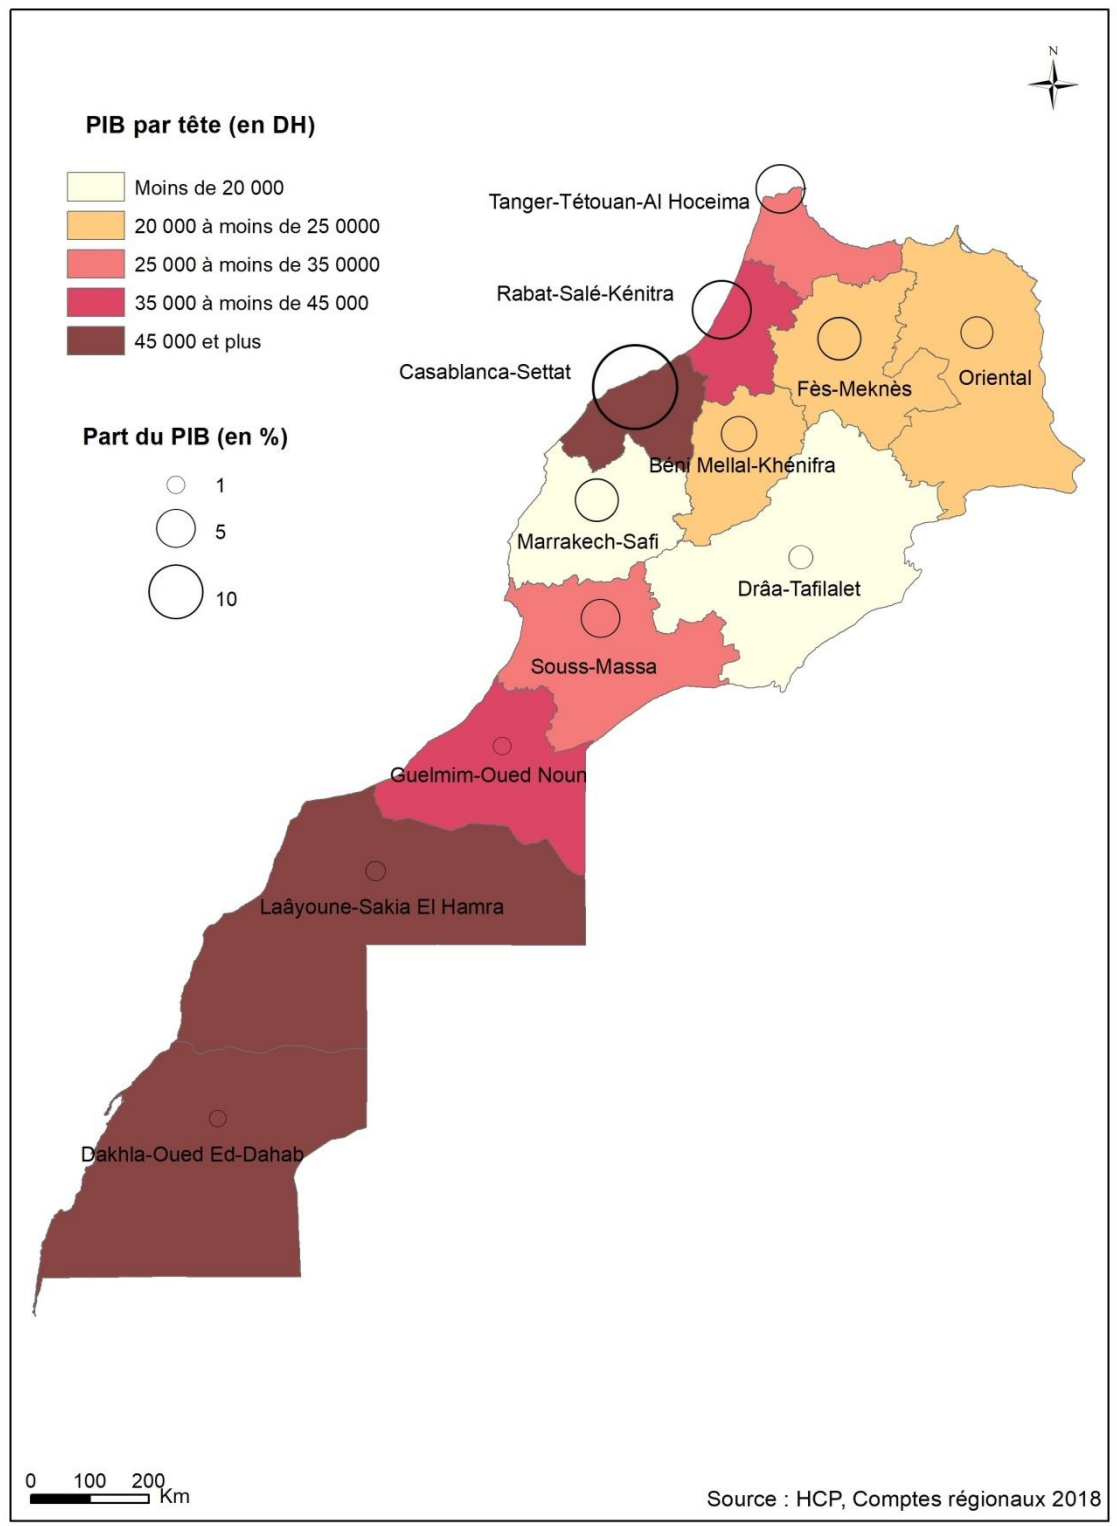 N
PIB par tête (en DH)
Moins de 20 000
20 000 à moins de 25 0000
25 000 à moins de 35 0000
35 000 à moins de 45 000
45 000 et plus
Part du PIB (en %)
1
5
10
Tanger-Tétouan-Al Hoceima
Rabat-Salé-Kénitra
Casablanca-Settat
Fès-Meknès
Oriental
Béni Mellal-Khénifra
Marrakech-Safi
Drâa-Tafilalet
Souss-Massa
Guelmim-Oued Noun
Laâyoune-Sakia El Hamra
Dakhla-Oued Ed-Dahab
0 100 200
Km
Source : HCP, Comptes régionaux 2018